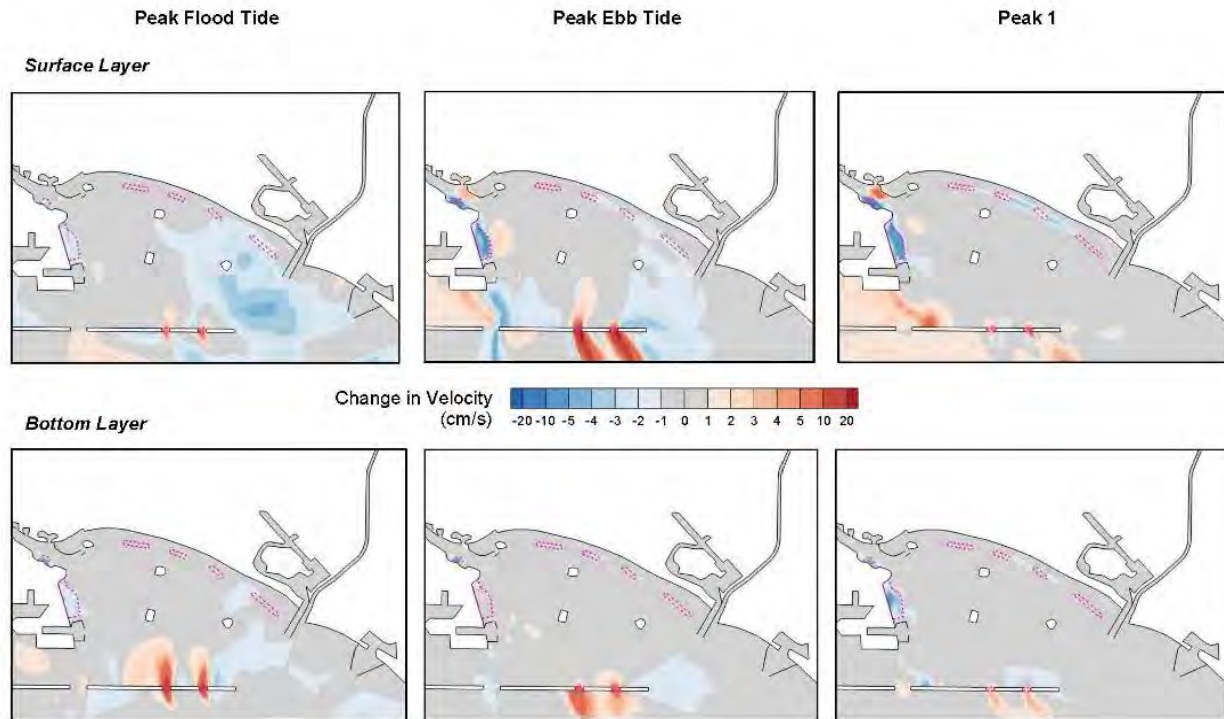 Peak Flood Tide
Peak Ebb Tide
Peak 1
Surface Layer
Change in Velocity
(cm/s)
-20 -10 -5 -4 -3 -2 -1 0 1 2 3 4 5 10 20
Bottom Layer